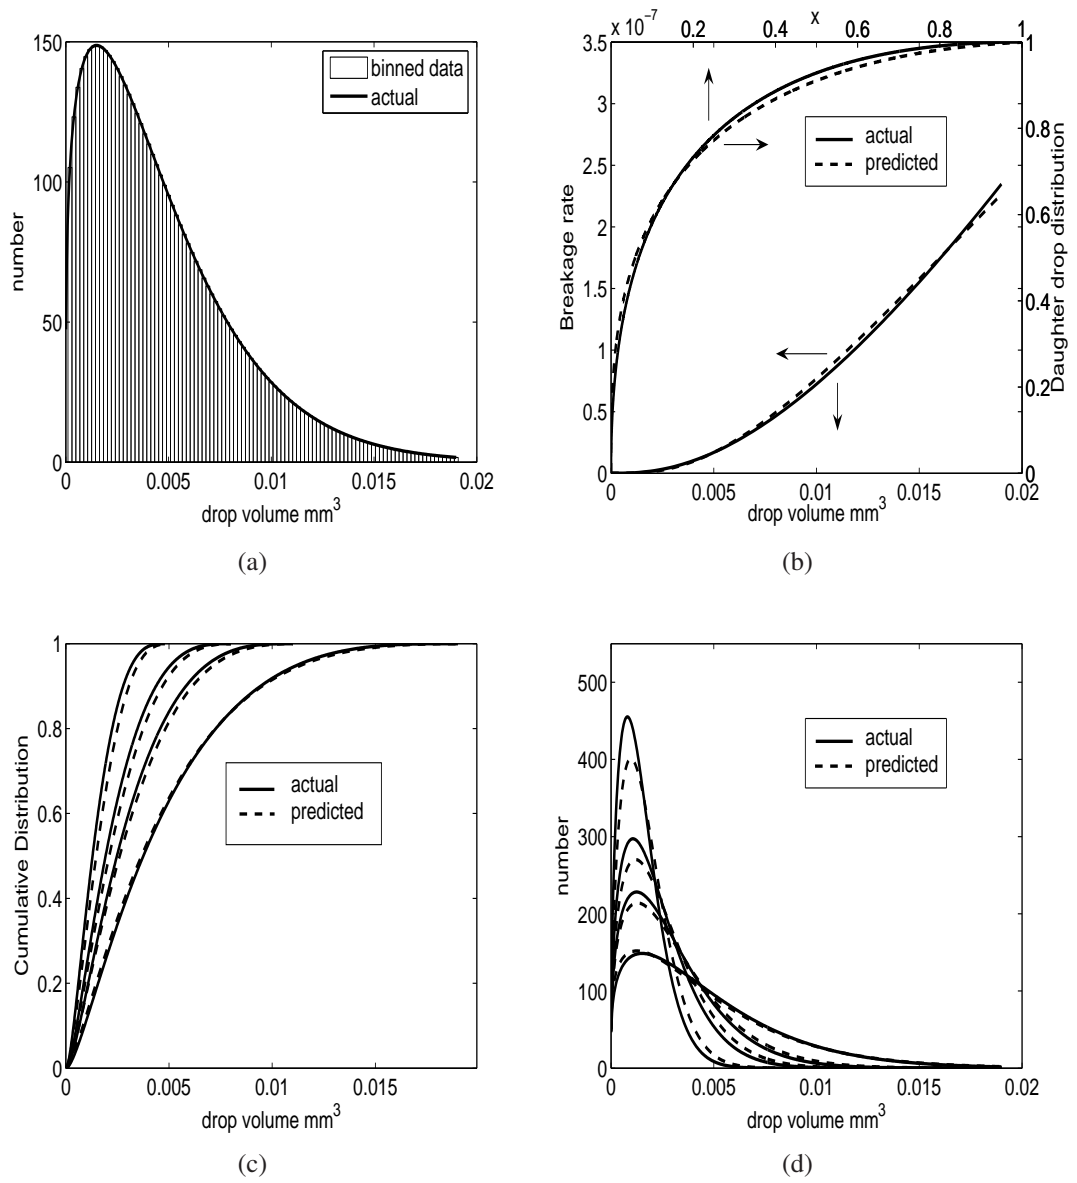 150
100
50
0
number
binned data
actual
0 0.005 0.01 0.015 0.02
drop volume mm³
(a)
x 10⁻⁷
x
0.2 0.4 0.6 0.8 1
3.5
3
2.5
2
1.5
1
0.5
0
Breakage rate
actual
predicted
1
0.8
0.6
0.4
0.2
0
Daughter drop distribution
0.005 0.01 0.015 0.02
drop volume mm³
(b)
1
0.8
0.6
0.4
0.2
0
Cumulative Distribution
actual
predicted
0 0.005 0.01 0.015
drop volume mm³
(c)
500
400
300
200
100
0
number
actual
predicted
0 0.005 0.01 0.015 0.02
drop volume mm³
(d)